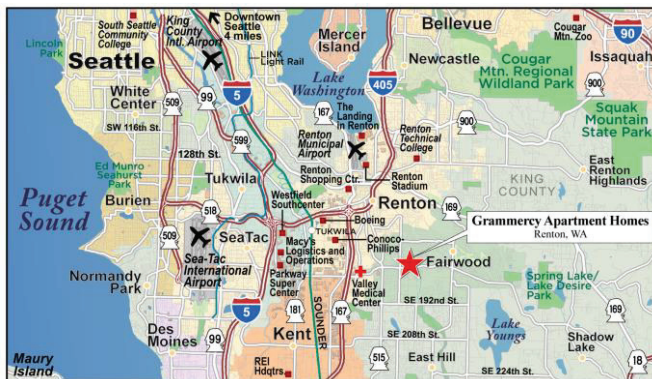 South Seattle
Community
College
King
County
Intl. Airport
Downtown
Seattle
4 miles
Mercer
Island
Bellevue
Cougar
Mtn. Zoo
90
Lincoln
Park
Seattle
LINK
Light Rail
Issaquah
5
Lake
Washington
405
Newcastle
Cougar
Mtn. Regional
Wildland Park
900
White
Center
509
99
The
Landing
in Renton
167
Squak
Mountain
State Park
SW 116th St.
599
Renton
Municipal
Airport
Renton
Technical
College
900
128th St.
Ed Munro
Seahurst Park
Tukwila
Renton
Shopping Ctr.
Renton
Stadium
East
Renton
Highlands
KING
COUNTY
Puget
Sound
Burien
518
Westfield
Southcenter
Renton
169
Boeing
TUKWILA
Grammercy Apartment Homes
Renton, WA
509
SeaTac
Sea-Tac
International
Airport
Macy's
Logistics and
Operations
Conoco-
Phillips
Fairwood
Normandy
Park
Parkway
Super
Center
Valley
Medical
Center
Spring Lake/
Lake Desire
Park
5
SOUNDER
181
167
SE 192nd St.
169
Des Moines
99
Kent
SE 208th St.
Lake
Youngs
Shadow
Lake
Maury
Island
REI
Hdqtrs
515
East Hill
SE 224th St.
18